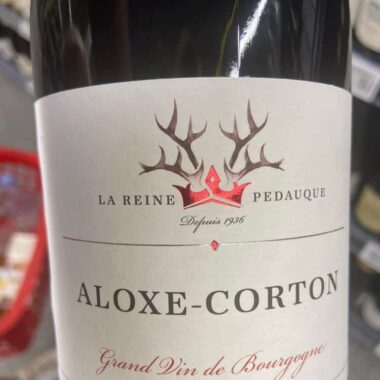 LA REINE PEDAUQUE
Depuis 1936
ALOXE-CORTON
Grand Vin de Bourgogne